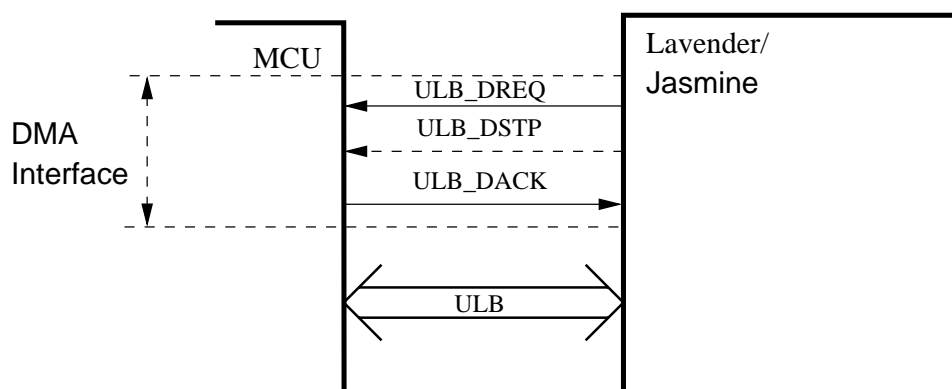 MCU
Lavender/
Jasmine
ULB_DREQ
DMA
Interface
ULB_DSTP
ULB_DACK
ULB